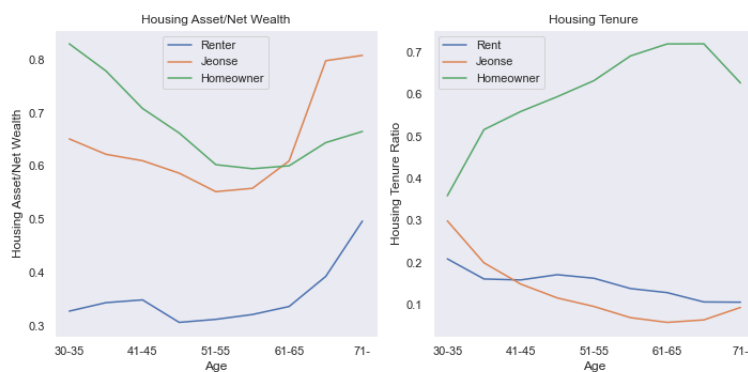 Housing Asset/Net Wealth
Renter
Jeonse
Homeowner
0.8
0.7
0.6
0.5
0.4
0.3
Housing Asset/Net Wealth
30-35
41-45
51-55
61-65
71-
Age
Housing Tenure
Rent
Jeonse
Homeowner
0.7
0.6
0.5
0.4
0.3
0.2
0.1
Housing Tenure Ratio
30-35
41-45
51-55
61-65
71-
Age